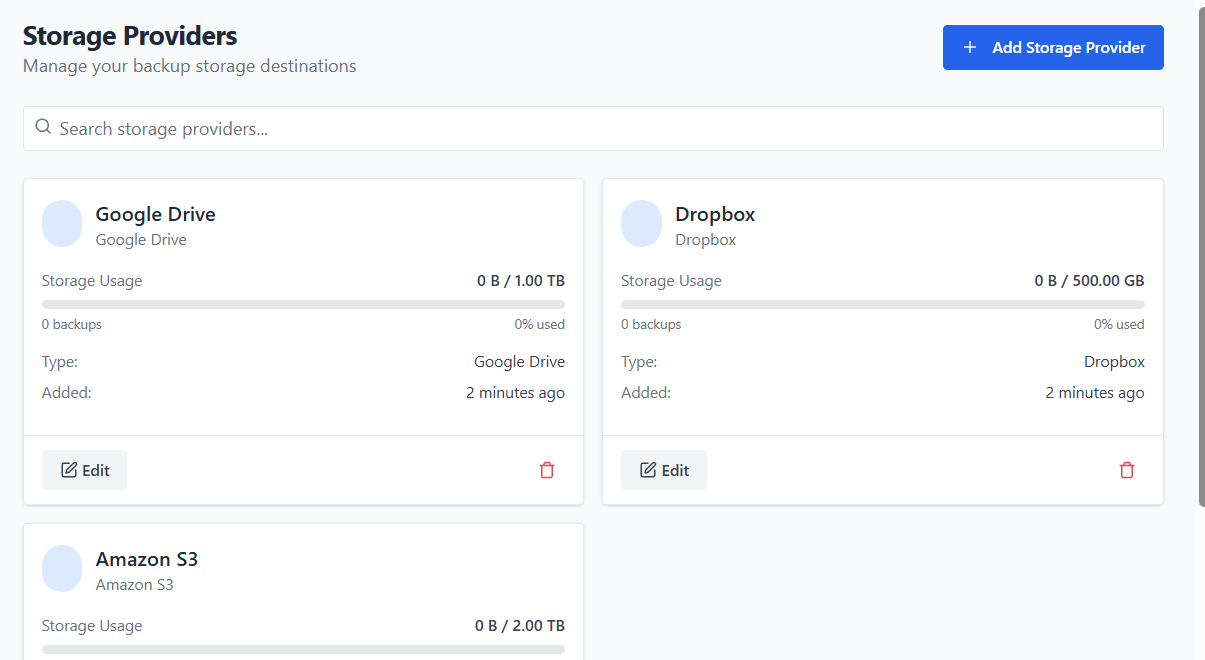 Storage Providers
Add Storage Provider
Manage your backup storage destinations
Search storage providers...
Google Drive
Google Drive
Storage Usage 0 B / 1.00 TB
0 backups 0% used
Type: Google Drive
Added: 2 minutes ago
Edit
Dropbox
Dropbox
Storage Usage 0 B / 500.00 GB
0 backups 0% used
Type: Dropbox
Added: 2 minutes ago
Edit
Amazon S3
Amazon S3
Storage Usage 0 B / 2.00 TB